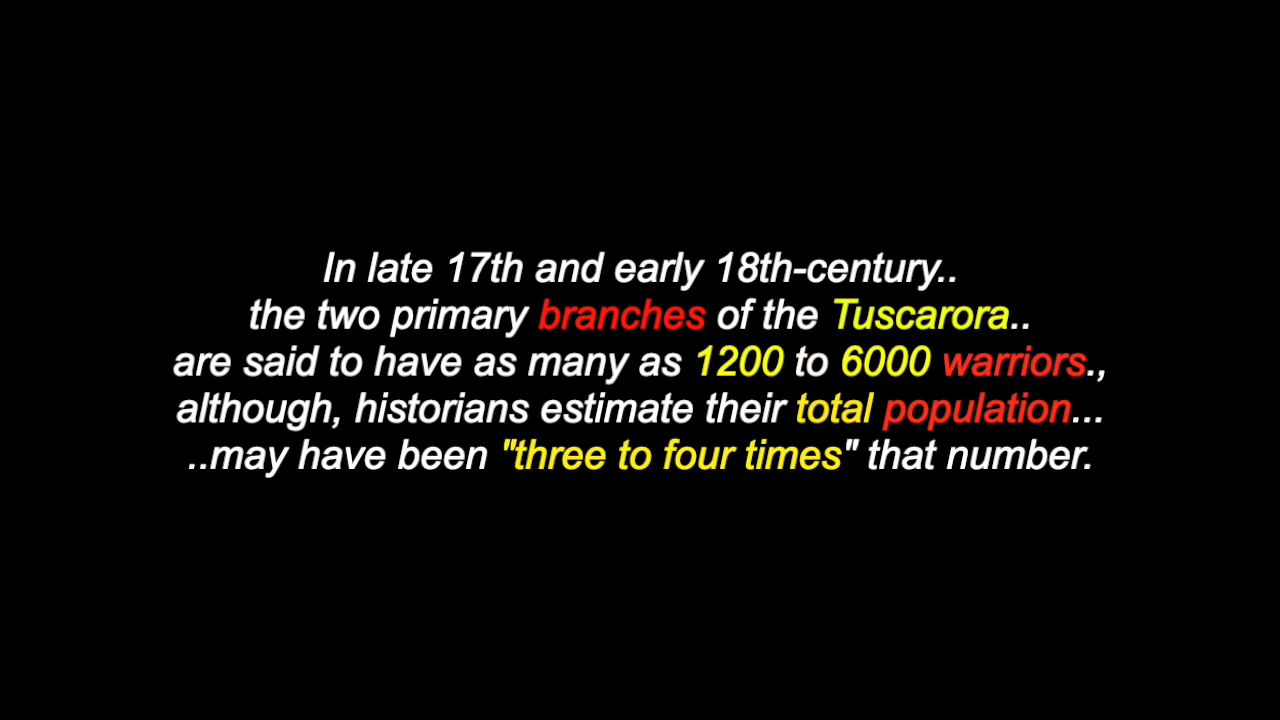 In late 17th and early 18th-century..
the two primary branches of the Tuscarora..
are said to have as many as 1200 to 6000 warriors.,
although, historians estimate their total population...
..may have been "three to four times" that number.